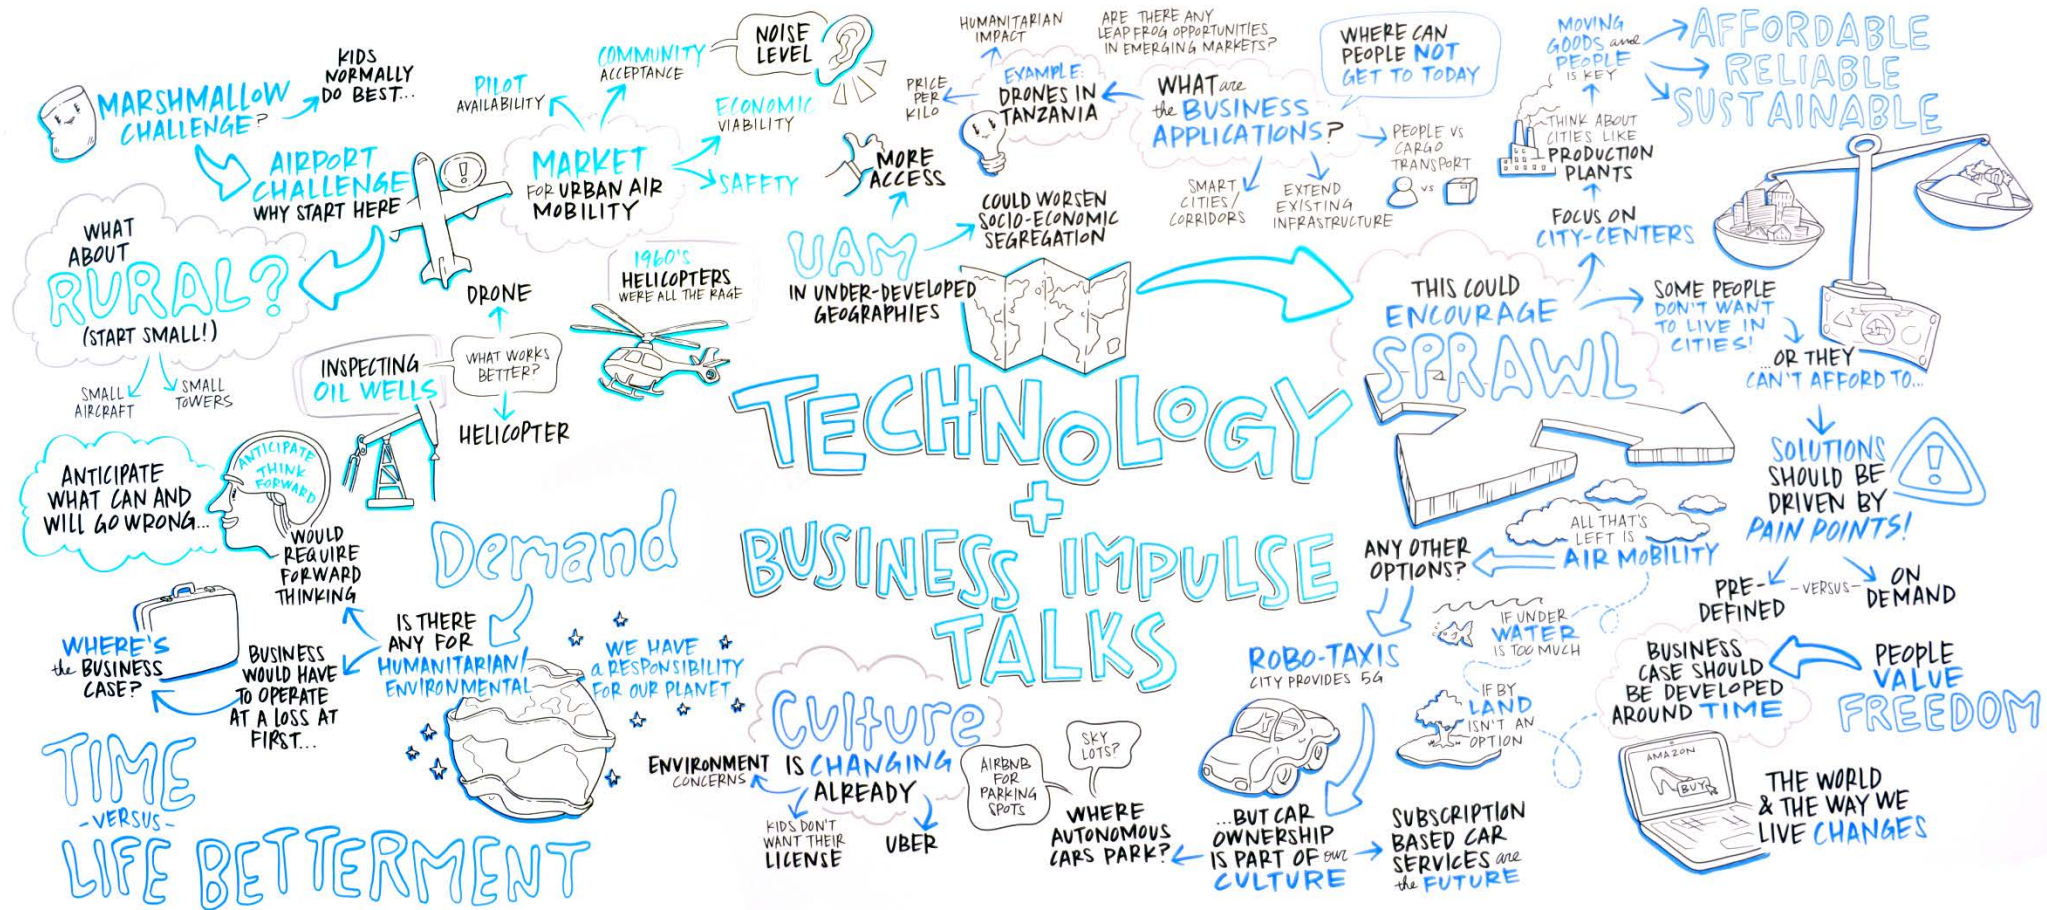 MARSHMALLOW
CHALLENGE?
KIDS
NORMALLY
DO BEST...
AIRPORT
CHALLENGE
WHY START HERE
!
WHAT
ABOUT
RURAL?
(START SMALL!)
SMALL
AIRCRAFT
SMALL
TOWERS
MARKET
FOR URBAN AIR
MOBILITY
PILOT
AVAILABILITY
COMMUNITY
ACCEPTANCE
NOISE
LEVEL
ECONOMIC
VIABILITY
SAFETY
1960'S
HELICOPTERS
WERE ALL THE RAGE
DRONE
WHAT WORKS
BETTER?
INSPECTING
OIL WELLS
HELICOPTER
ANTICIPATE
WHAT CAN AND
WILL GO WRONG...
ANTICIPATE
THINK
FORWARD
WOULD
REQUIRE
FORWARD
THINKING
Demand
IS THERE
ANY FOR
HUMANITARIAN/
ENVIRONMENTAL
WE HAVE
a RESPONSIBILITY
FOR OUR PLANET
BUSINESS
WOULD HAVE
TO OPERATE
AT A LOSS AT
FIRST...
WHERE'S
the BUSINESS
CASE?
TIME
-VERSUS-
LIFE BETTERMENT
UAM
IN UNDER-DEVELOPED
GEOGRAPHIES
MORE
ACCESS
COULD WORSEN
SOCIO-ECONOMIC
SEGREGATION
WHAT are
the BUSINESS
APPLICATIONS?
EXAMPLE:
DRONES IN
TANZANIA
HUMANITARIAN
IMPACT
PRICE
PER
KILO
ARE THERE ANY
LEAP FROG OPPORTUNITIES
IN EMERGING MARKETS?
WHERE CAN
PEOPLE NOT
GET TO TODAY
PEOPLE VS
CARGO
TRANSPORT
VS
SMART
CITIES/
CORRIDORS
EXTEND
EXISTING
INFRASTRUCTURE
TECHNOLOGY
+
BUSINESS IMPULSE
TALKS
THIS COULD
ENCOURAGE
SPRAWL
FOCUS ON
CITY-CENTERS
THINK ABOUT
CITIES LIKE
PRODUCTION
PLANTS
MOVING
GOODS and
PEOPLE
IS KEY
AFFORDABLE
RELIABLE
SUSTAINABLE
SOME PEOPLE
DON'T WANT
TO LIVE IN
CITIES!
...OR THEY
CAN'T AFFORD TO...
SOLUTIONS
SHOULD BE
DRIVEN BY
PAIN POINTS!
!
PRE-
DEFINED
-VERSUS-
ON
DEMAND
PEOPLE
VALUE
FREEDOM
BUSINESS
CASE SHOULD
BE DEVELOPED
AROUND TIME
AMAZON
BUY
THE WORLD
& THE WAY WE
LIVE CHANGES
ALL THAT'S
LEFT IS
AIR MOBILITY
IF UNDER
WATER
IS TOO MUCH
IF BY
LAND
ISN'T AN
OPTION
ANY OTHER
OPTIONS?
ROBO-TAXIS
CITY PROVIDES 5G
...BUT CAR
OWNERSHIP
IS PART OF our
CULTURE
SUBSCRIPTION
BASED CAR
SERVICES are
the FUTURE
WHERE
AUTONOMOUS
CARS PARK?
SKY
LOTS?
AIRBNB
FOR
PARKING
SPOTS
Culture
IS CHANGING
ALREADY
ENVIRONMENT
CONCERNS
KIDS DON'T
WANT THEIR
LICENSE
UBER